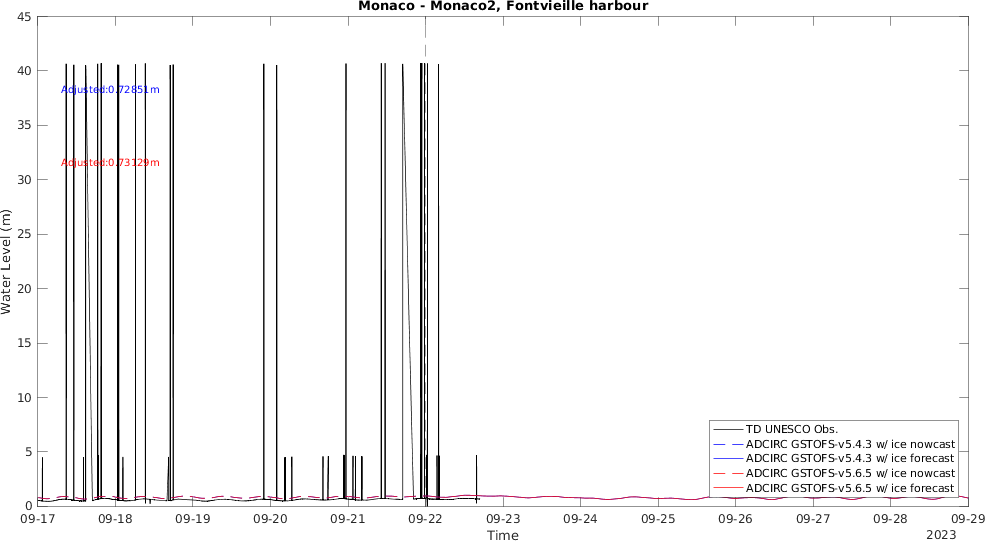 Monaco - Monaco2, Fontvieille harbour
45
40
35
30
25
20
15
10
5
0
Water Level (m)
Adjusted:0.72851m
Adjusted:0.73129m
TD UNESCO Obs.
ADCIRC GSTOFS-v5.4.3 w/ ice nowcast
ADCIRC GSTOFS-v5.4.3 w/ ice forecast
ADCIRC GSTOFS-v5.6.5 w/ ice nowcast
ADCIRC GSTOFS-v5.6.5 w/ ice forecast
09-17 09-18 09-19 09-20 09-21 09-22 09-23 09-24 09-25 09-26 09-27 09-28 09-29
Time
2023